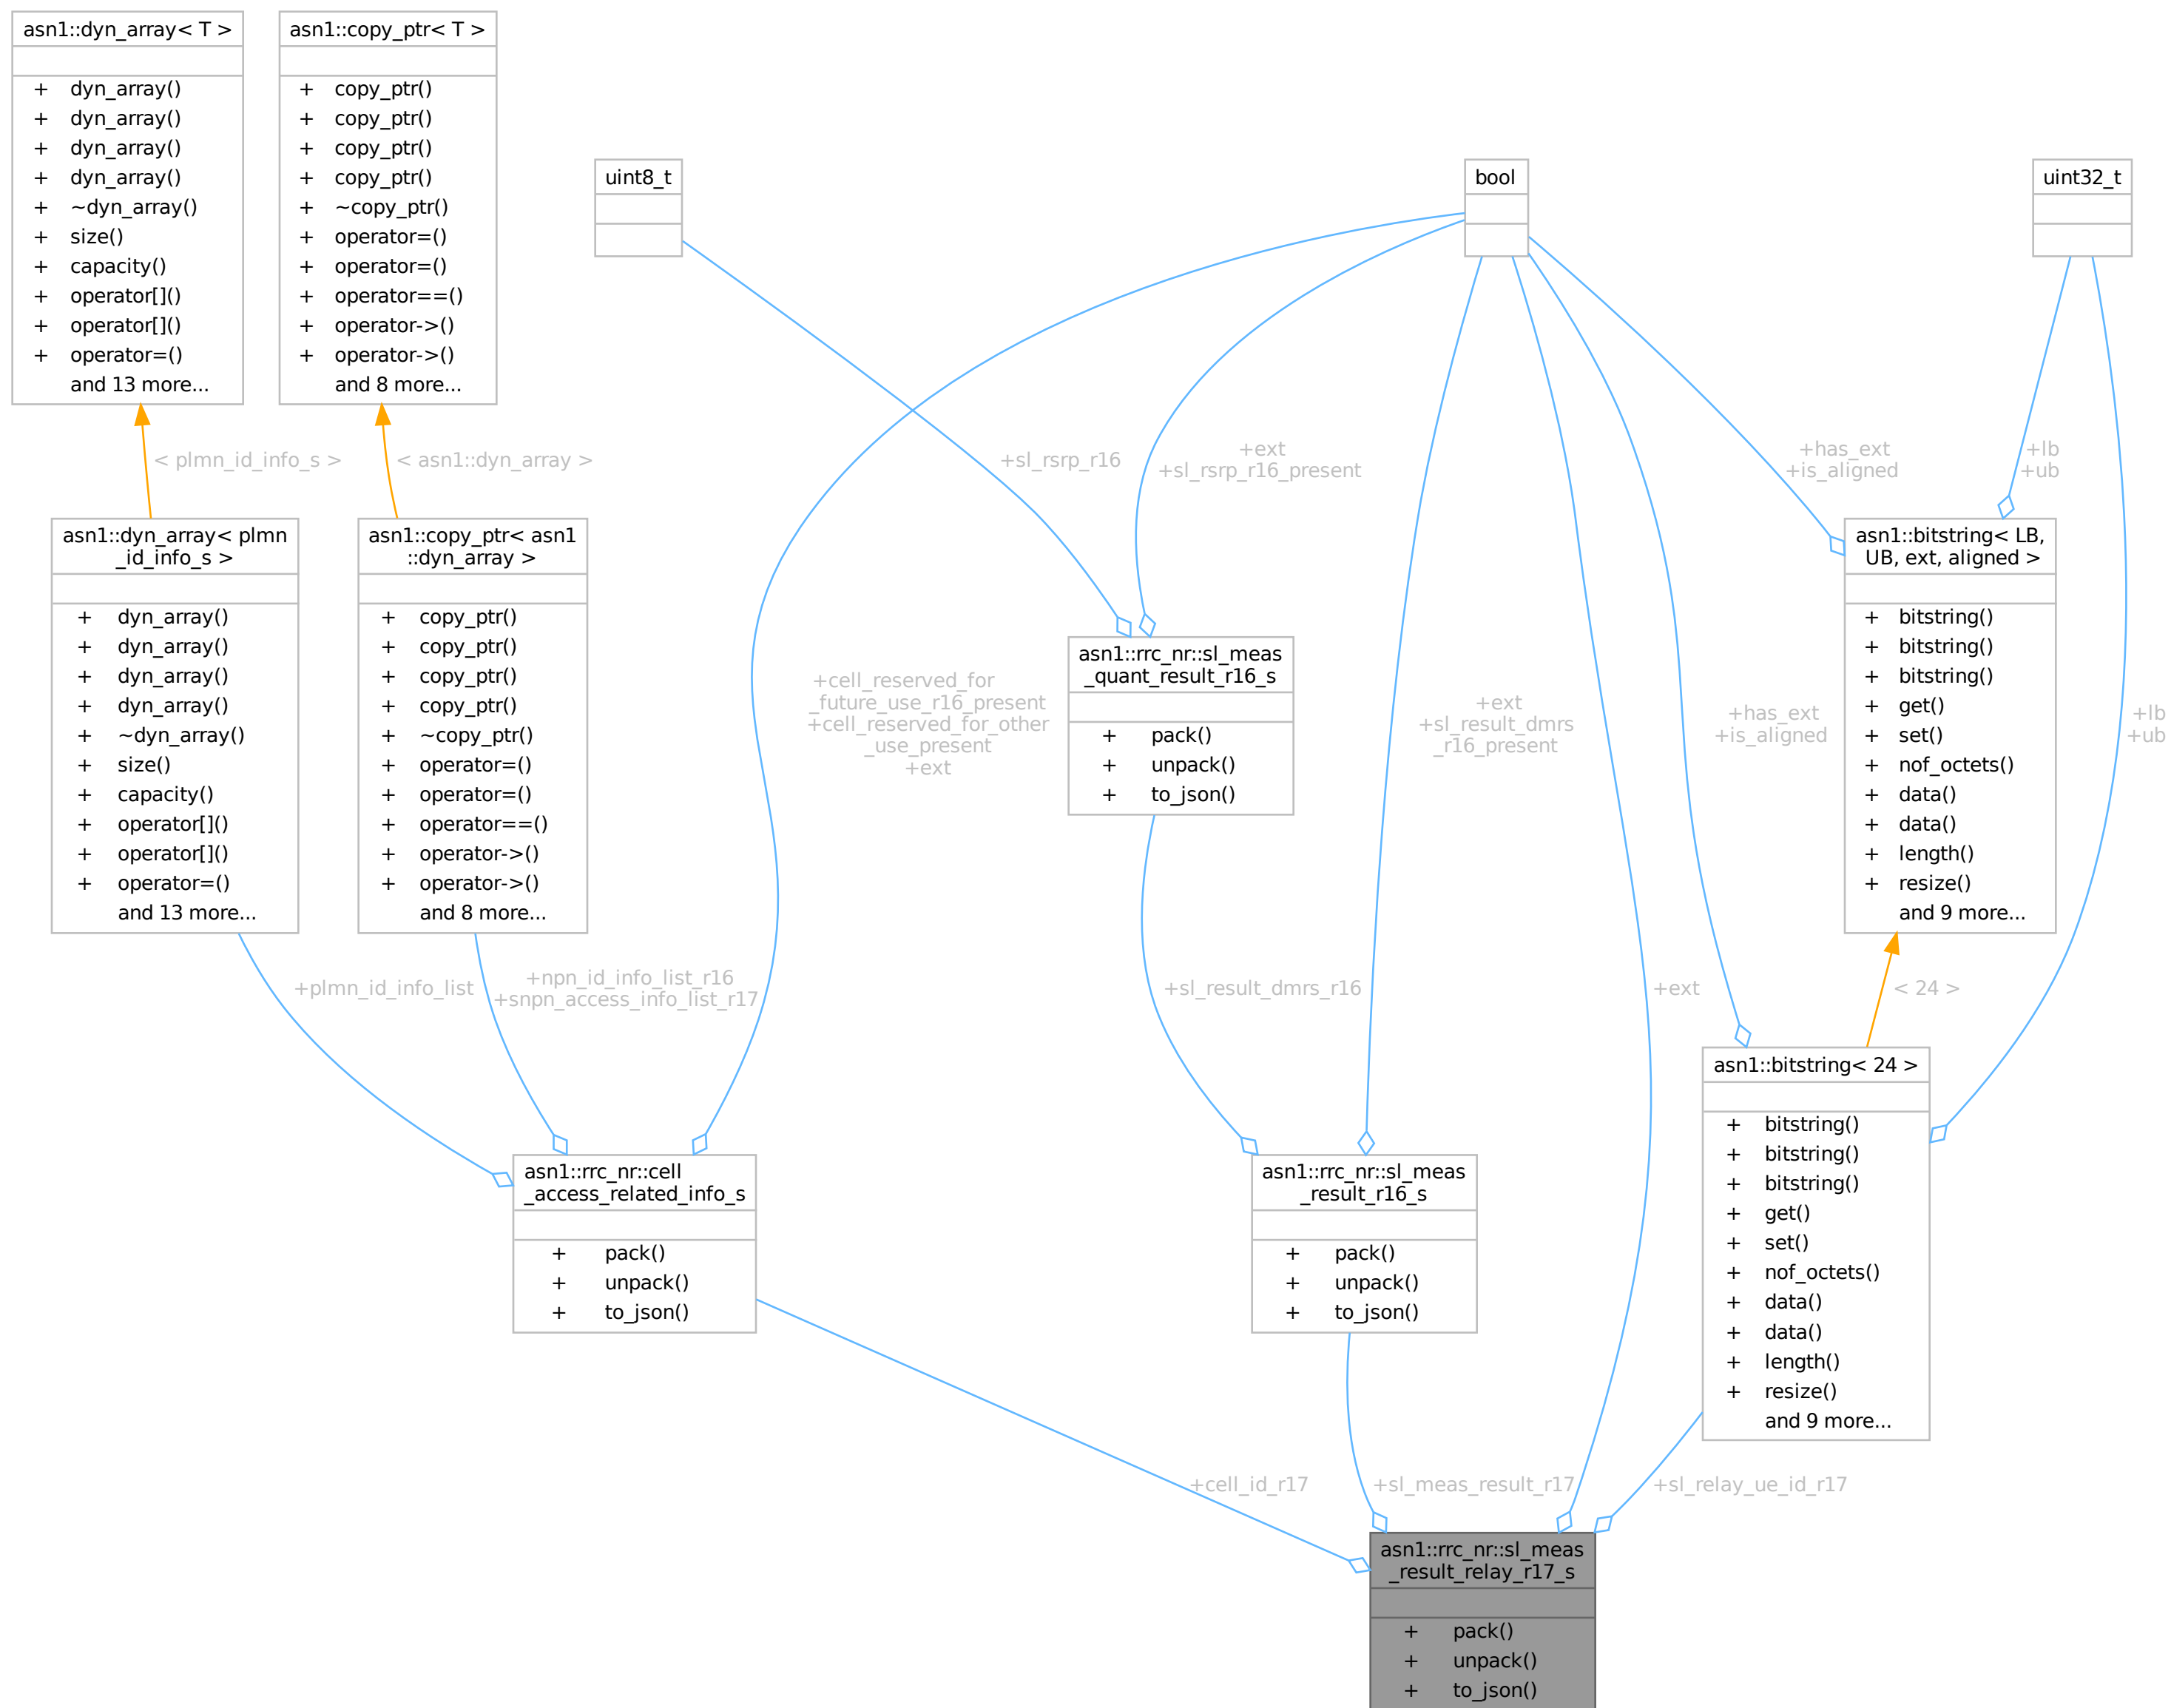 asn1::dyn_array< T >
+ dyn_array()
+ dyn_array()
+ dyn_array()
+ dyn_array()
+ ~dyn_array()
+ size()
+ capacity()
+ operator[]()
+ operator[]()
+ operator=()
and 13 more...
asn1::copy_ptr< T >
+ copy_ptr()
+ copy_ptr()
+ copy_ptr()
+ copy_ptr()
+ ~copy_ptr()
+ operator=()
+ operator=()
+ operator==()
+ operator->()
+ operator->()
and 8 more...
uint8_t
bool
uint32_t
< plmn_id_info_s >
< asn1::dyn_array >
+sl_rsrp_r16
+ext
+sl_rsrp_r16_present
+has_ext
+is_aligned
+lb
+ub
asn1::dyn_array< plmn
_id_info_s >
+ dyn_array()
+ dyn_array()
+ dyn_array()
+ dyn_array()
+ ~dyn_array()
+ size()
+ capacity()
+ operator[]()
+ operator[]()
+ operator=()
and 13 more...
asn1::copy_ptr< asn1
::dyn_array >
+ copy_ptr()
+ copy_ptr()
+ copy_ptr()
+ copy_ptr()
+ ~copy_ptr()
+ operator=()
+ operator=()
+ operator==()
+ operator->()
+ operator->()
and 8 more...
+cell_reserved_for
_future_use_r16_present
+cell_reserved_for_other
_use_present
+ext
asn1::rrc_nr::sl_meas
_quant_result_r16_s
+ pack()
+ unpack()
+ to_json()
+ext
+sl_result_dmrs
_r16_present
+has_ext
+is_aligned
asn1::bitstring< LB,
UB, ext, aligned >
+ bitstring()
+ bitstring()
+ bitstring()
+ get()
+ set()
+ nof_octets()
+ data()
+ data()
+ length()
+ resize()
and 9 more...
+lb
+ub
+plmn_id_info_list
+npn_id_info_list_r16
+snpn_access_info_list_r17
+sl_result_dmrs_r16
+ext
< 24 >
asn1::rrc_nr::cell
_access_related_info_s
+ pack()
+ unpack()
+ to_json()
asn1::rrc_nr::sl_meas
_result_r16_s
+ pack()
+ unpack()
+ to_json()
asn1::bitstring< 24 >
+ bitstring()
+ bitstring()
+ bitstring()
+ get()
+ set()
+ nof_octets()
+ data()
+ data()
+ length()
+ resize()
and 9 more...
+cell_id_r17
+sl_meas_result_r17
+sl_relay_ue_id_r17
asn1::rrc_nr::sl_meas
_result_relay_r17_s
+ pack()
+ unpack()
+ to_json()